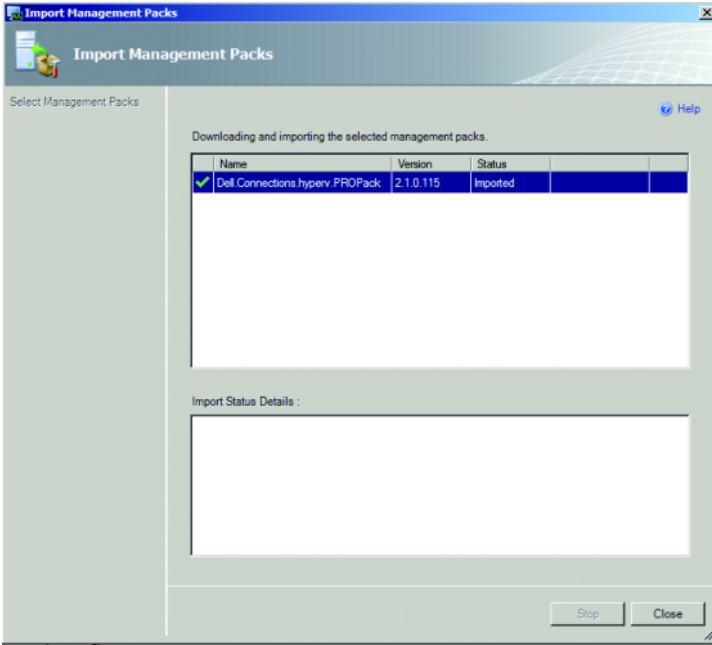 Import Management Packs
Import Management Packs
Select Management Packs
Help
Downloading and importing the selected management packs.
Name Version Status
Dell.Connections.hyperv.PROPack 2.1.0.115 Imported
Import Status Details :
Stop Close